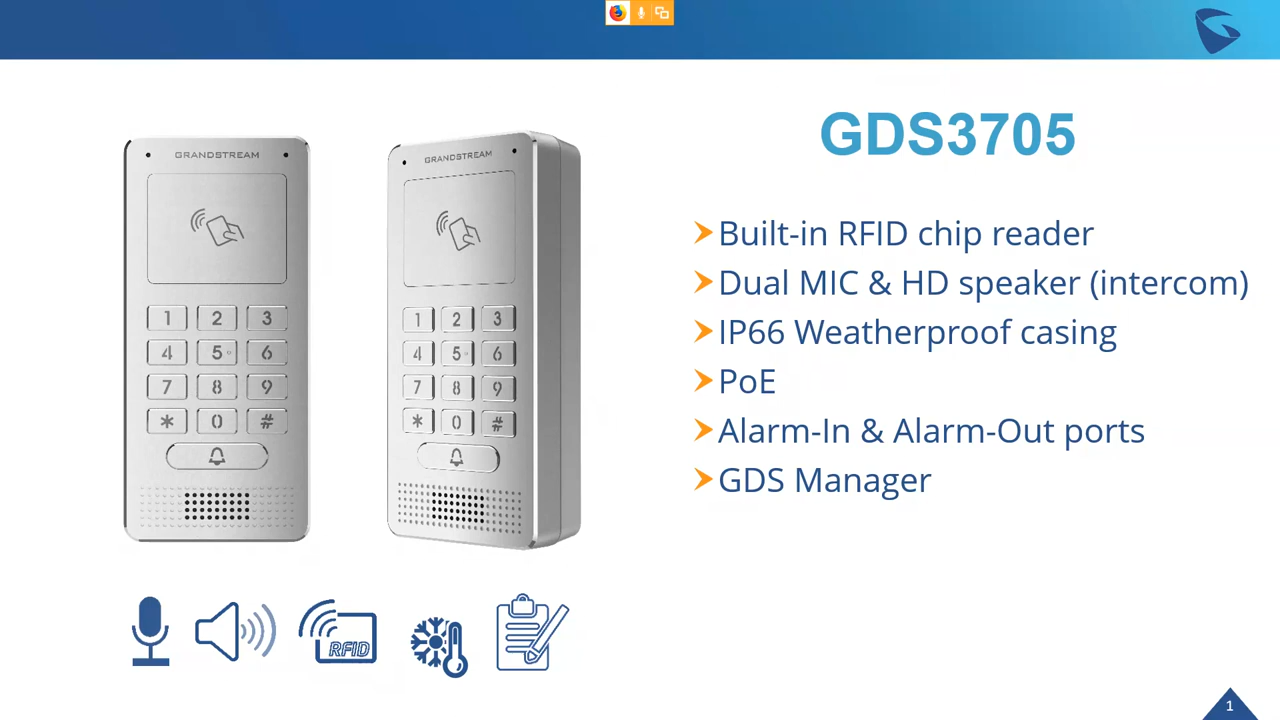 GDS3705
GRANDSTREAM
1 2 3
4 5 6
7 8 9
* 0 #
GRANDSTREAM
1 2 3
4 5 6
7 8 9
* 0 #
Built-in RFID chip reader
Dual MIC & HD speaker (intercom)
IP66 Weatherproof casing
PoE
Alarm-In & Alarm-Out ports
GDS Manager
RFID
1